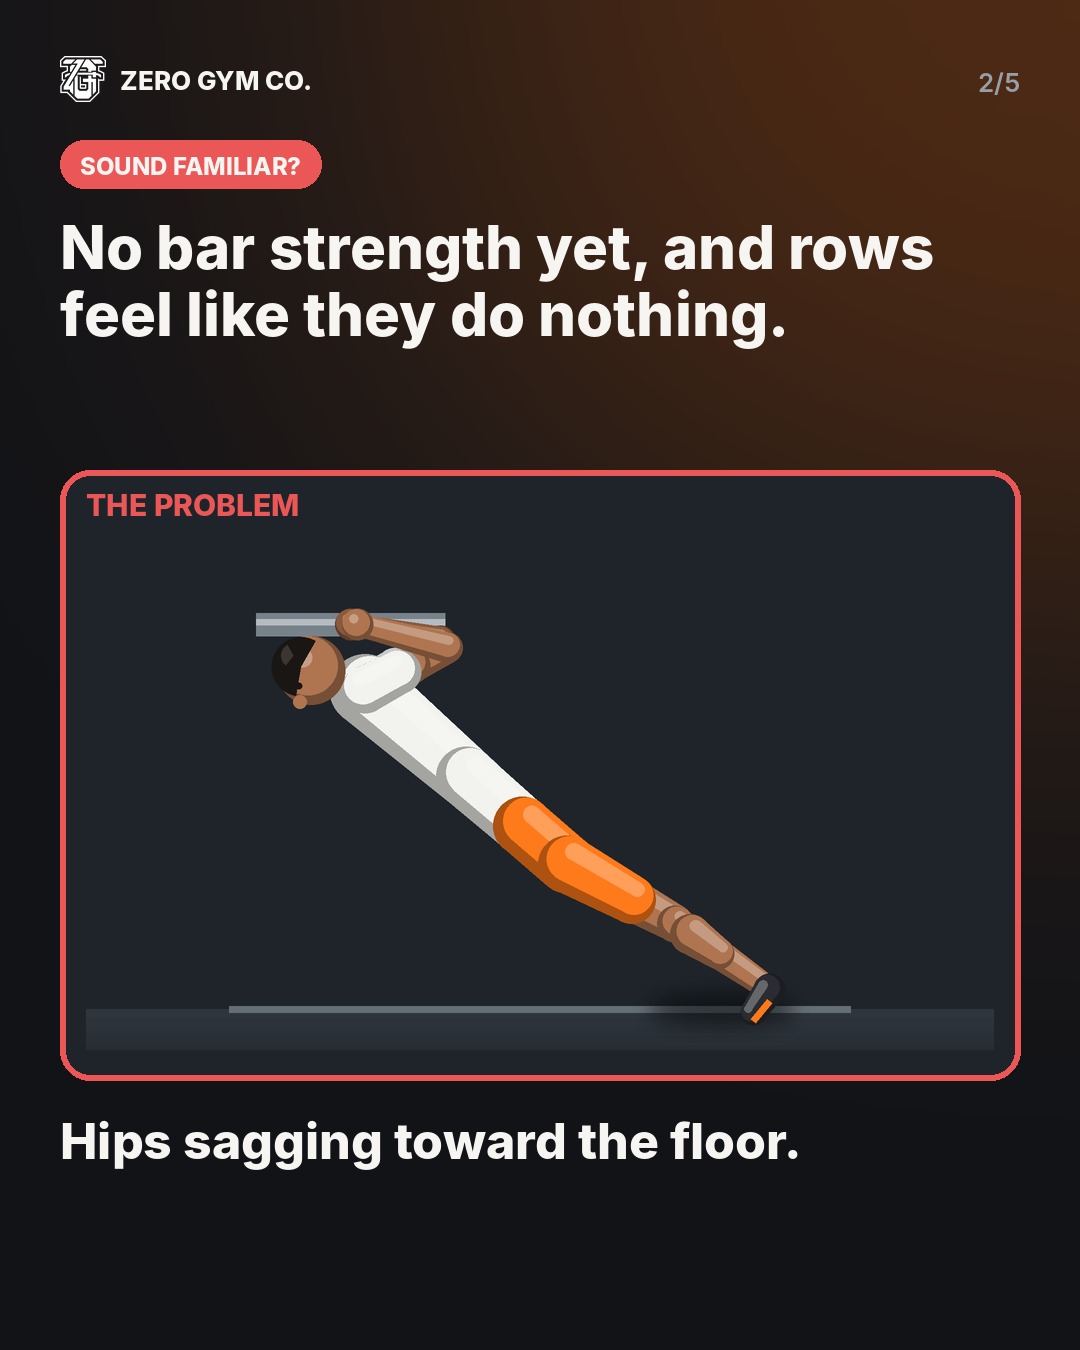 ZERO GYM CO.
2/5
SOUND FAMILIAR?
No bar strength yet, and rows
feel like they do nothing.
THE PROBLEM
Hips sagging toward the floor.